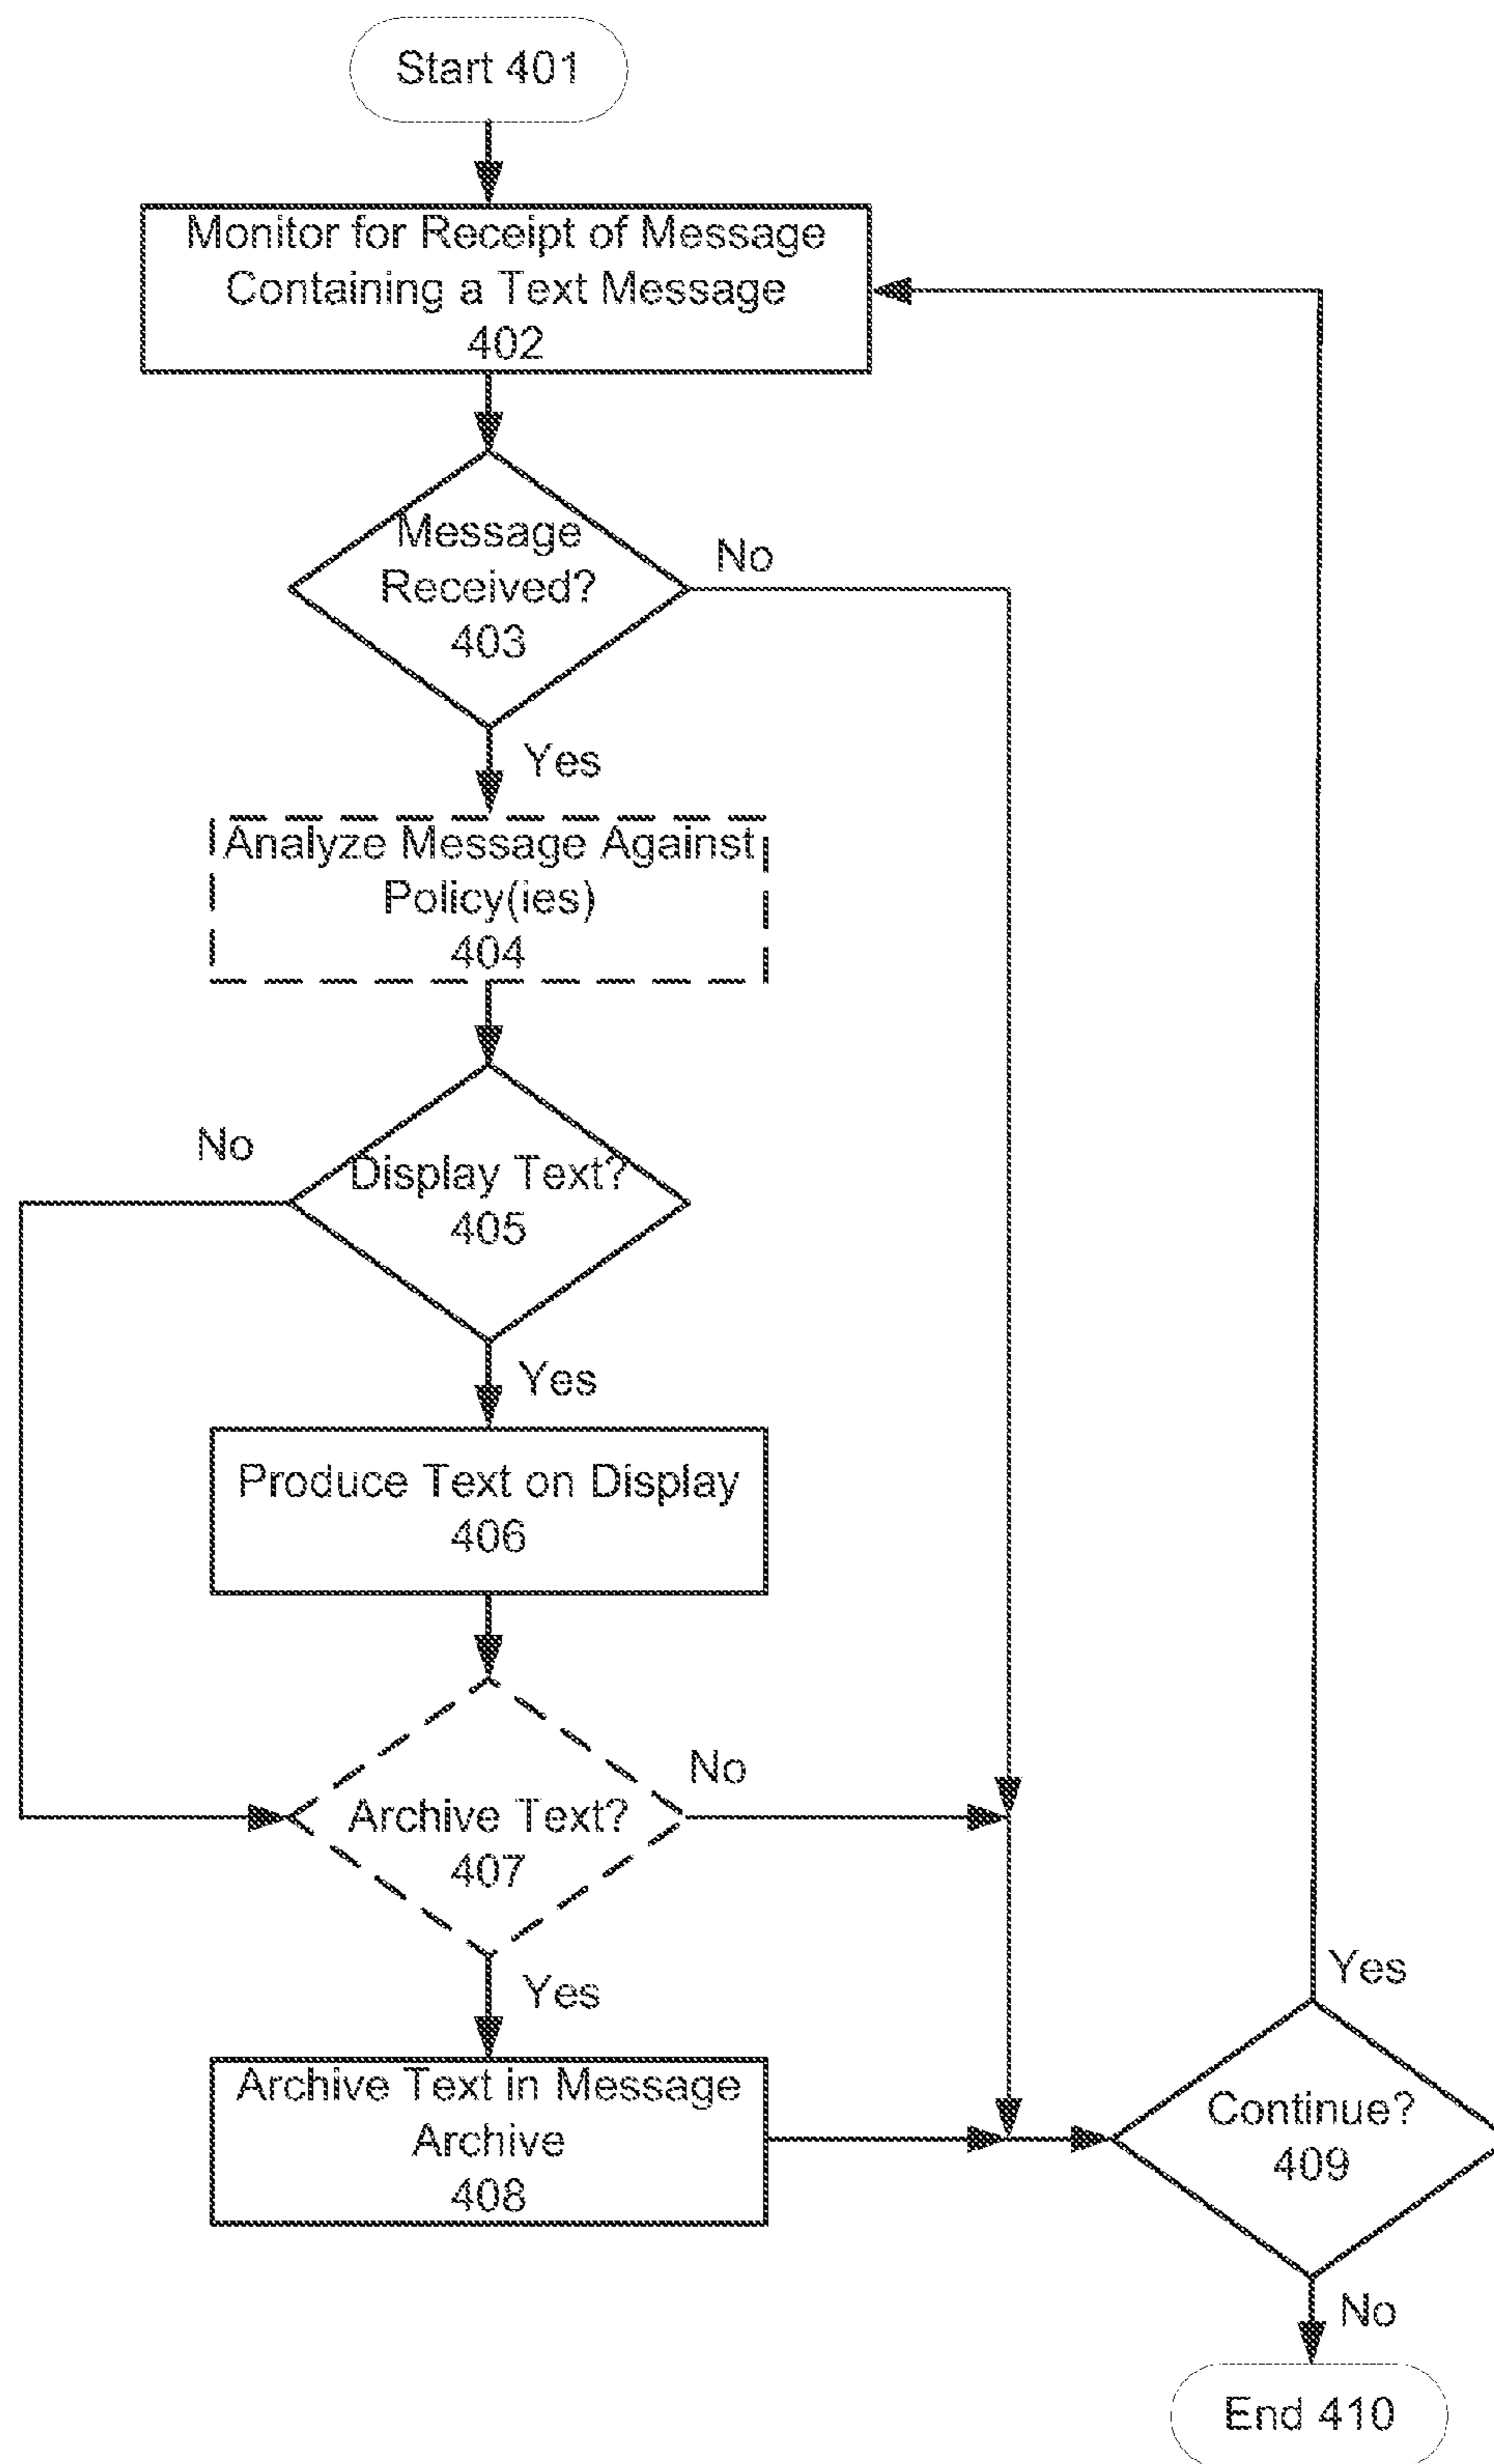 Start 401
Monitor for Receipt of Message
Containing a Text Message
402
Message
Received?
403
No
Yes
Analyze Message Against
Policy(ies)
404
No
Display Text?
405
Yes
Produce Text on Display
406
No
Archive Text?
407
Yes
Archive Text in Message
Archive
408
Yes
Continue?
409
No
End 410